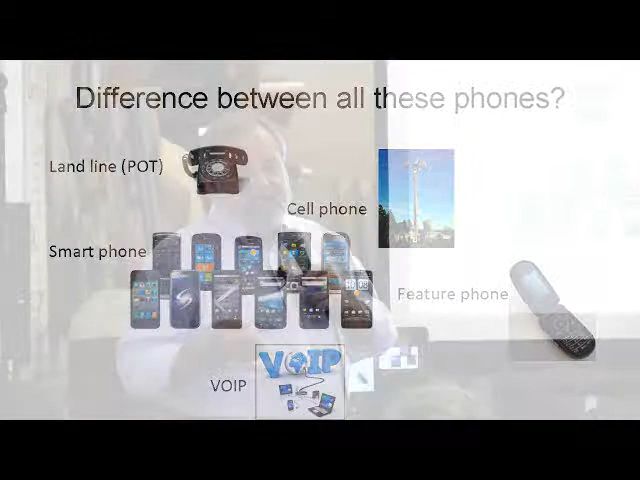 Difference between all these phones?
Land line (POT)
Cell phone
Smart phone
Feature phone
VOIP
VOIP